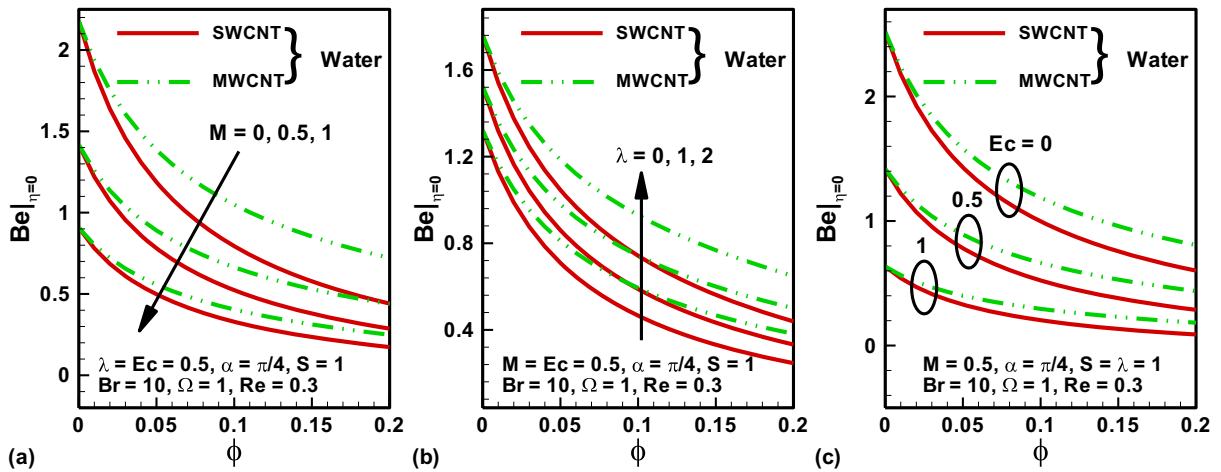 SWCNT
MWCNT
} Water
M = 0, 0.5, 1
Be|η=0
2
1.5
1
0.5
0
λ = Ec = 0.5, α = π/4, S = 1
Br = 10, Ω = 1, Re = 0.3
0 0.05 0.1 0.15 0.2
(a) ϕ
SWCNT
MWCNT
} Water
λ = 0, 1, 2
Be|η=0
1.6
1.2
0.8
0.4
M = Ec = 0.5, α = π/4, S = 1
Br = 10, Ω = 1, Re = 0.3
0 0.05 0.1 0.15 0.2
(b) ϕ
SWCNT
MWCNT
} Water
Ec = 0
0.5
1
Be|η=0
2
1
0
M = 0.5, α = π/4, S = λ = 1
Br = 10, Ω = 1, Re = 0.3
0 0.05 0.1 0.15 0.2
(c) ϕ